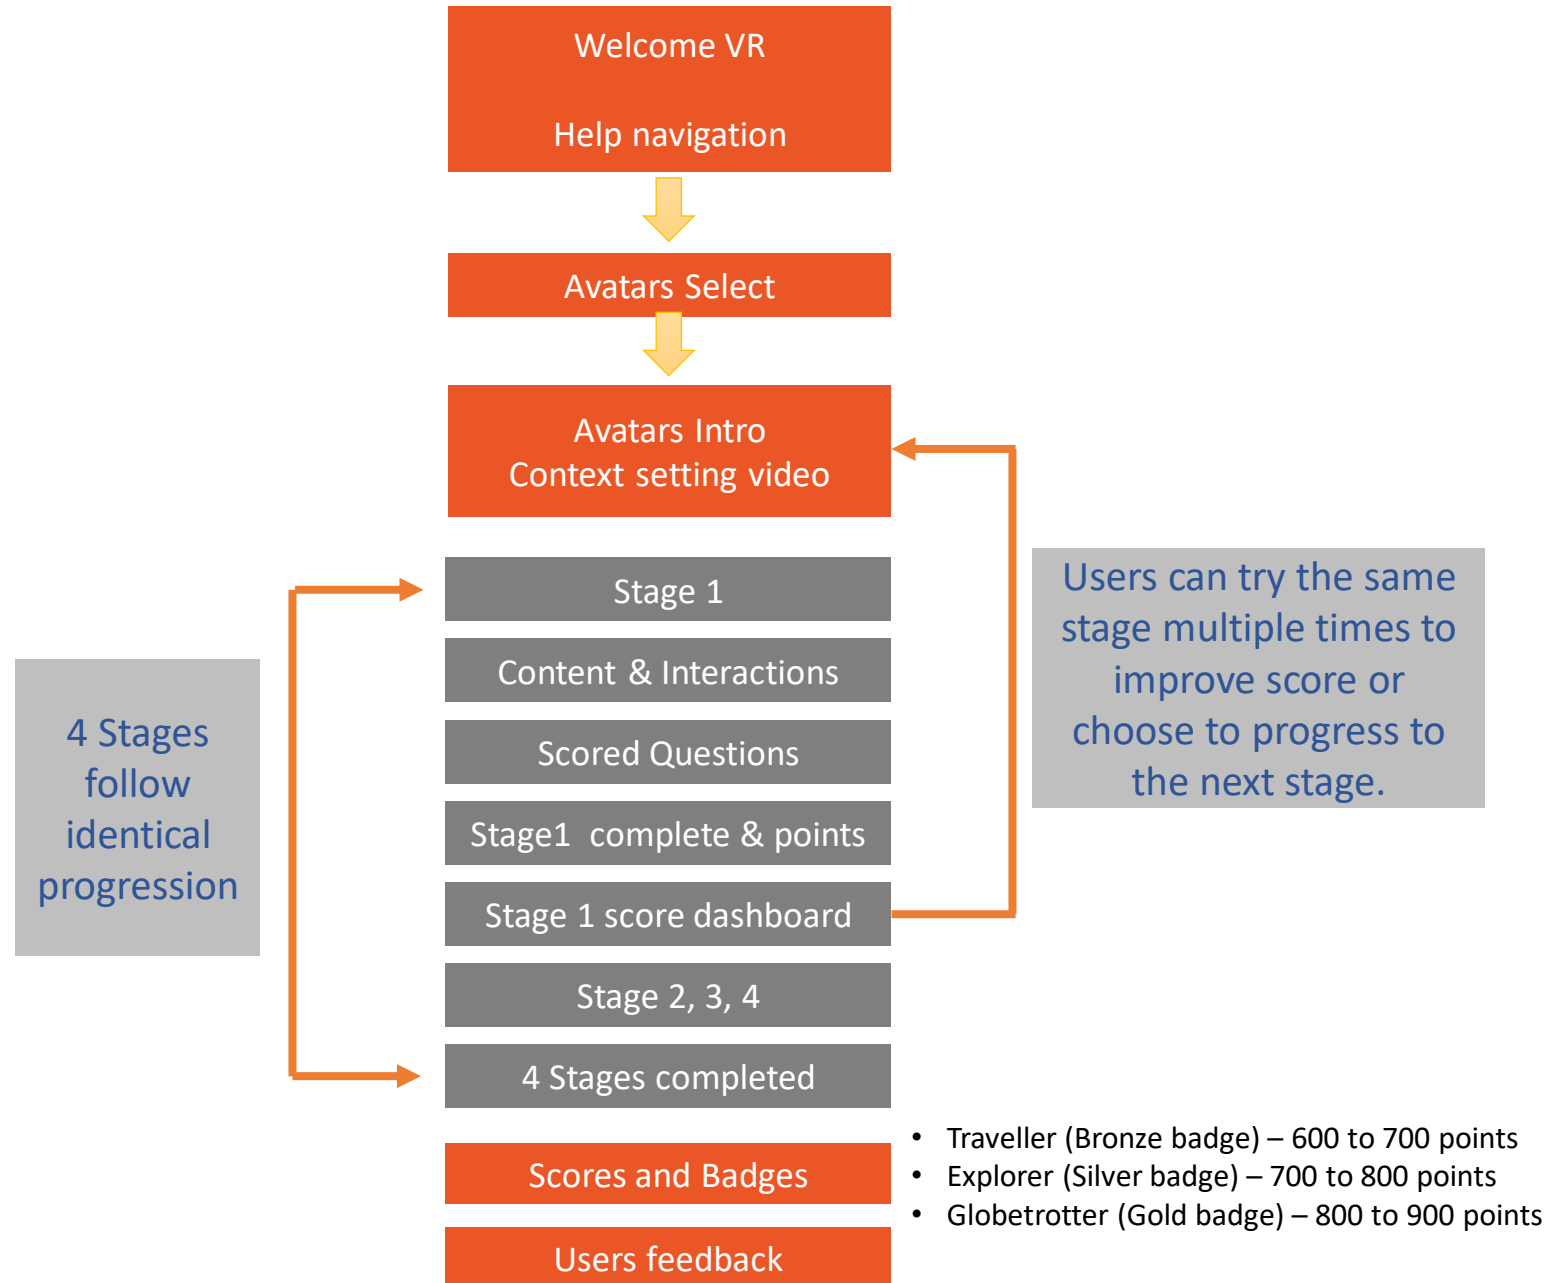 Welcome VR
Help navigation
Avatars Select
Avatars Intro
Context setting video
Stage 1
Content & Interactions
Scored Questions
Stage1  complete & points
Stage 1 score dashboard
Stage 2, 3, 4
4 Stages completed
Scores and Badges
Users feedback
4 Stages
follow
identical
progression
Users can try the same
stage multiple times to
improve score or
choose to progress to
the next stage.
• Traveller (Bronze badge) – 600 to 700 points
• Explorer (Silver badge) – 700 to 800 points
• Globetrotter (Gold badge) – 800 to 900 points